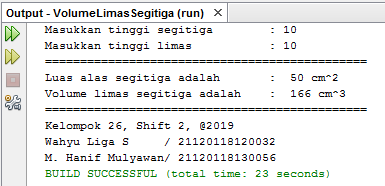 Output - VolumeLimasSegitiga (run) X
Masukkan tinggi segitiga : 10
Masukkan tinggi limas : 10
==========================================
Luas alas segitiga adalah : 50 cm^2
Volume limas segitiga adalah : 166 cm^3
==========================================
Kelompok 26, Shift 2, @2019
Wahyu Liga S / 21120118120032
M. Hanif Mulyawan/ 21120118130056
BUILD SUCCESSFUL (total time: 23 seconds)